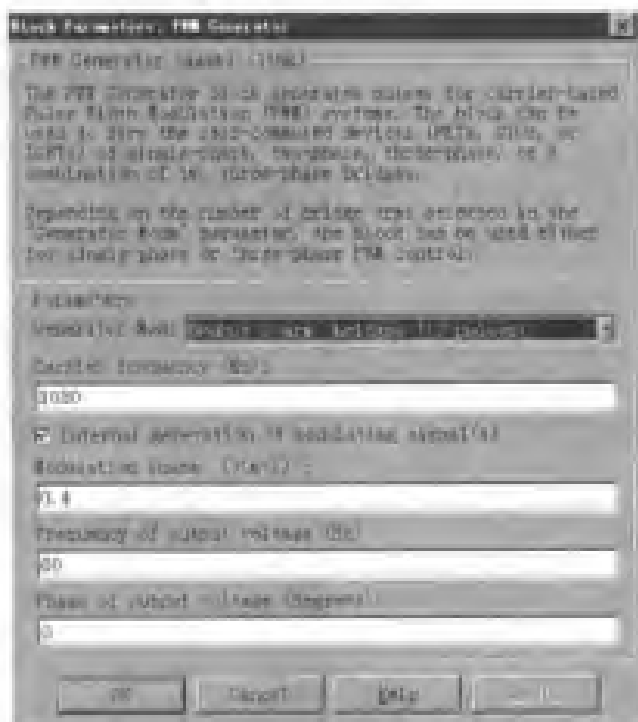 Block Parameters: PWM Generator
PWM Generator (mask) (link)
The PWM Generator block generates pulses for carrier-based
Pulse Width Modulation (PWM) systems. The block can be
used to fire the self-commuted devices (FETs, GTOs, or
IGBTs) of single-phase, two-phase, three-phase, or a
combination of two three-phase bridges.
Depending on the number of bridge arms selected in the
"Generator Mode" parameter, the block can be used either
for single-phase or three-phase PWM control.
Parameters
Generator Mode
Carrier frequency (Hz):
1080
Internal generation of modulating signal(s)
Modulation index
0.4
Frequency of output voltage (Hz)
60
Phase of output voltage (degrees)
0
OK
Cancel
Help